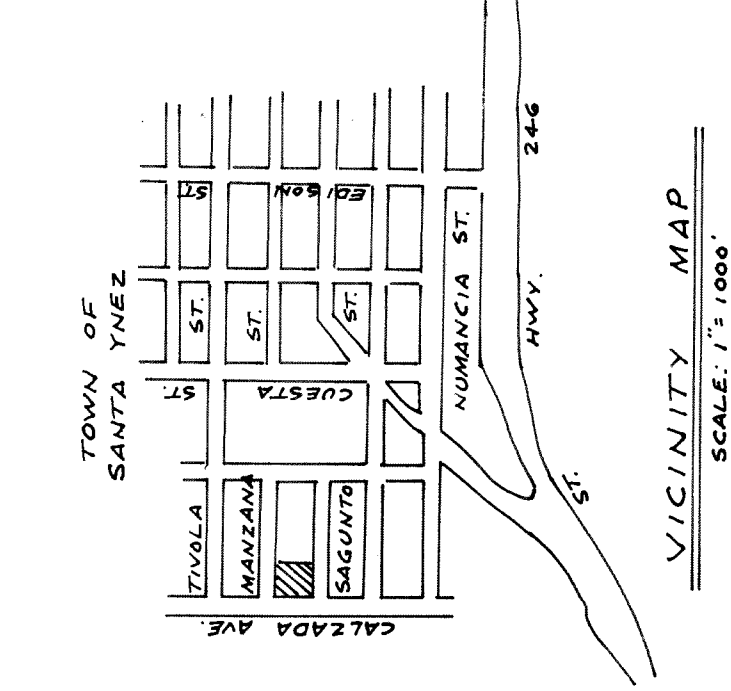 TOWN OF
SANTA YNEZ
TIVOLA ST.
MANZANA ST.
SAGUNTO ST.
NUMANCIA ST.
HWY. 246
ST.
EDISON ST.
CUESTA ST.
CALZADA AVE.
VICINITY MAP
SCALE: 1" = 1000'